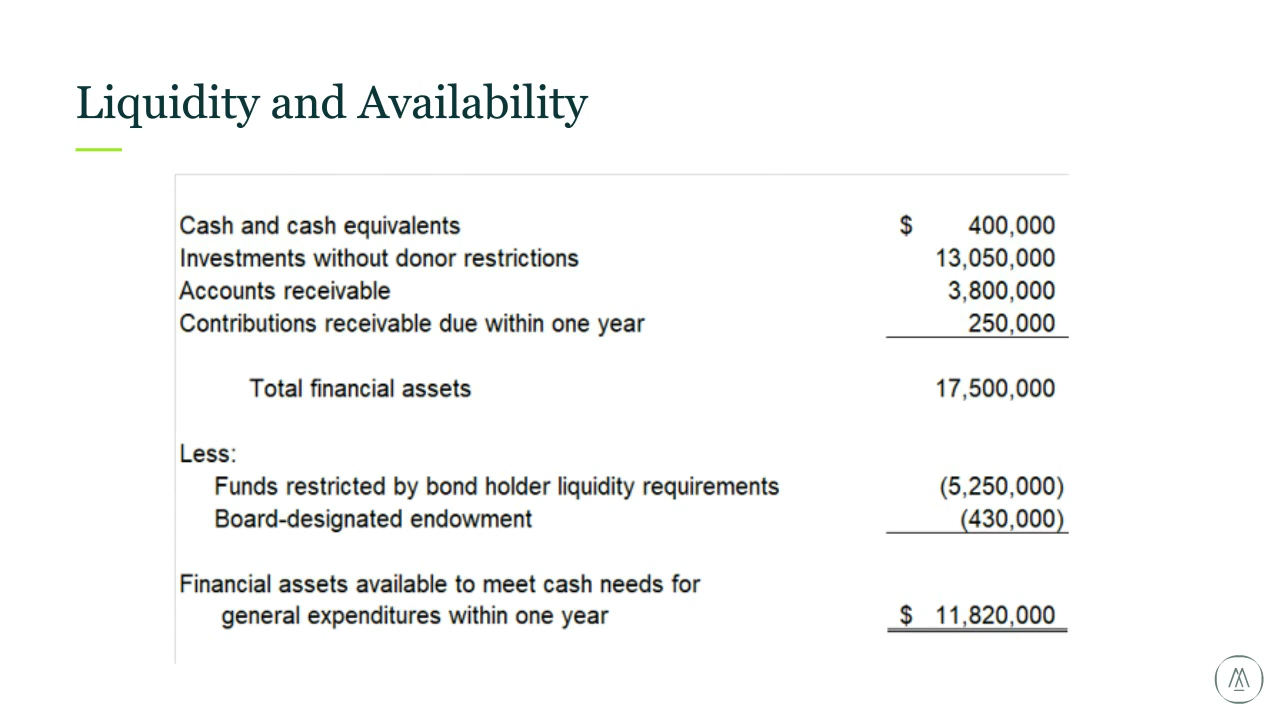 Liquidity and Availability
Cash and cash equivalents $ 400,000
Investments without donor restrictions 13,050,000
Accounts receivable 3,800,000
Contributions receivable due within one year 250,000
Total financial assets 17,500,000
Less:
Funds restricted by bond holder liquidity requirements (5,250,000)
Board-designated endowment (430,000)
Financial assets available to meet cash needs for
general expenditures within one year $ 11,820,000